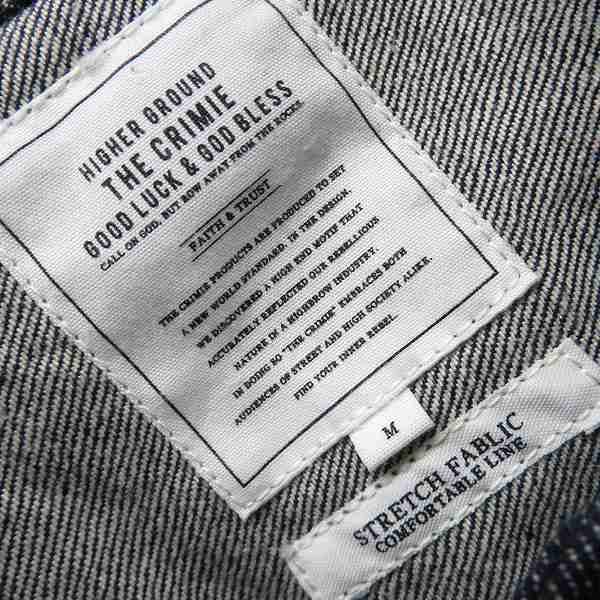 HIGHER GROUND
THE CRIMIE
GOOD LUCK & GOD BLESS
CALL ON GOD, BUT ROW AWAY FROM THE ROCKS.
FAITH & TRUST
THE CRIMIE PRODUCTS ARE PRODUCED TO SET
A NEW WORLD STANDARD. IN THE DESIGN,
WE DISCOVERED A HIGH END MOTIF THAT
ACCURATELY REFLECTED OUR REBELLIOUS
NATURE IN A HIGHBROW INDUSTRY.
IN DOING SO "THE CRIMIE" EMBRACES BOTH
AUDIENCES OF STREET AND HIGH SOCIETY ALIKE.
FIND YOUR INNER REBEL.
M
STRETCH FABLIC
COMFORTABLE LINE